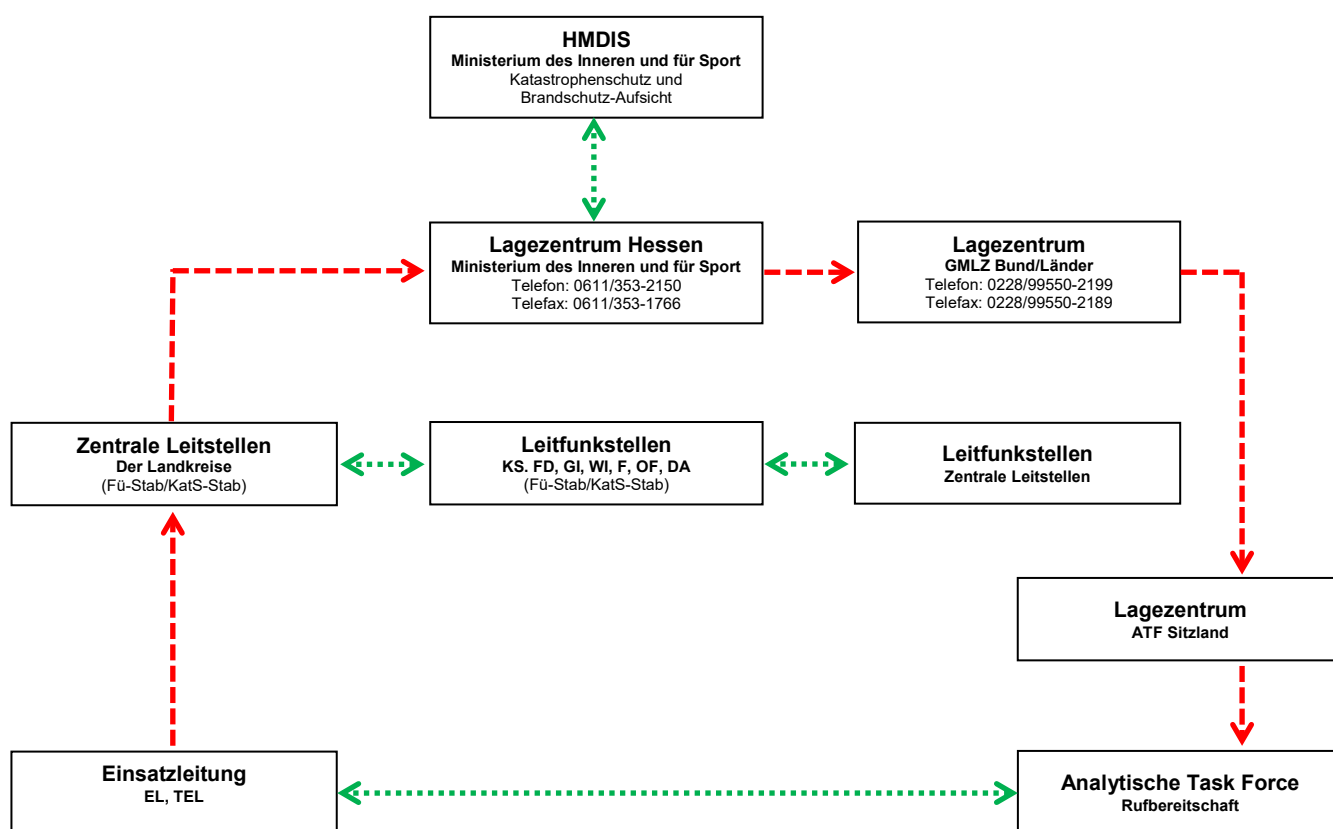 HMDIS
Ministerium des Inneren und für Sport
Katastrophenschutz und
Brandschutz-Aufsicht
Lagezentrum Hessen
Ministerium des Inneren und für Sport
Telefon: 0611/353-2150
Telefax: 0611/353-1766
Lagezentrum
GMLZ Bund/Länder
Telefon: 0228/99550-2199
Telefax: 0228/99550-2189
Zentrale Leitstellen
Der Landkreise
(Fü-Stab/KatS-Stab)
Leitfunkstellen
KS. FD, GI, WI, F, OF, DA
(Fü-Stab/KatS-Stab)
Leitfunkstellen
Zentrale Leitstellen
Lagezentrum
ATF Sitzland
Einsatzleitung
EL, TEL
Analytische Task Force
Rufbereitschaft